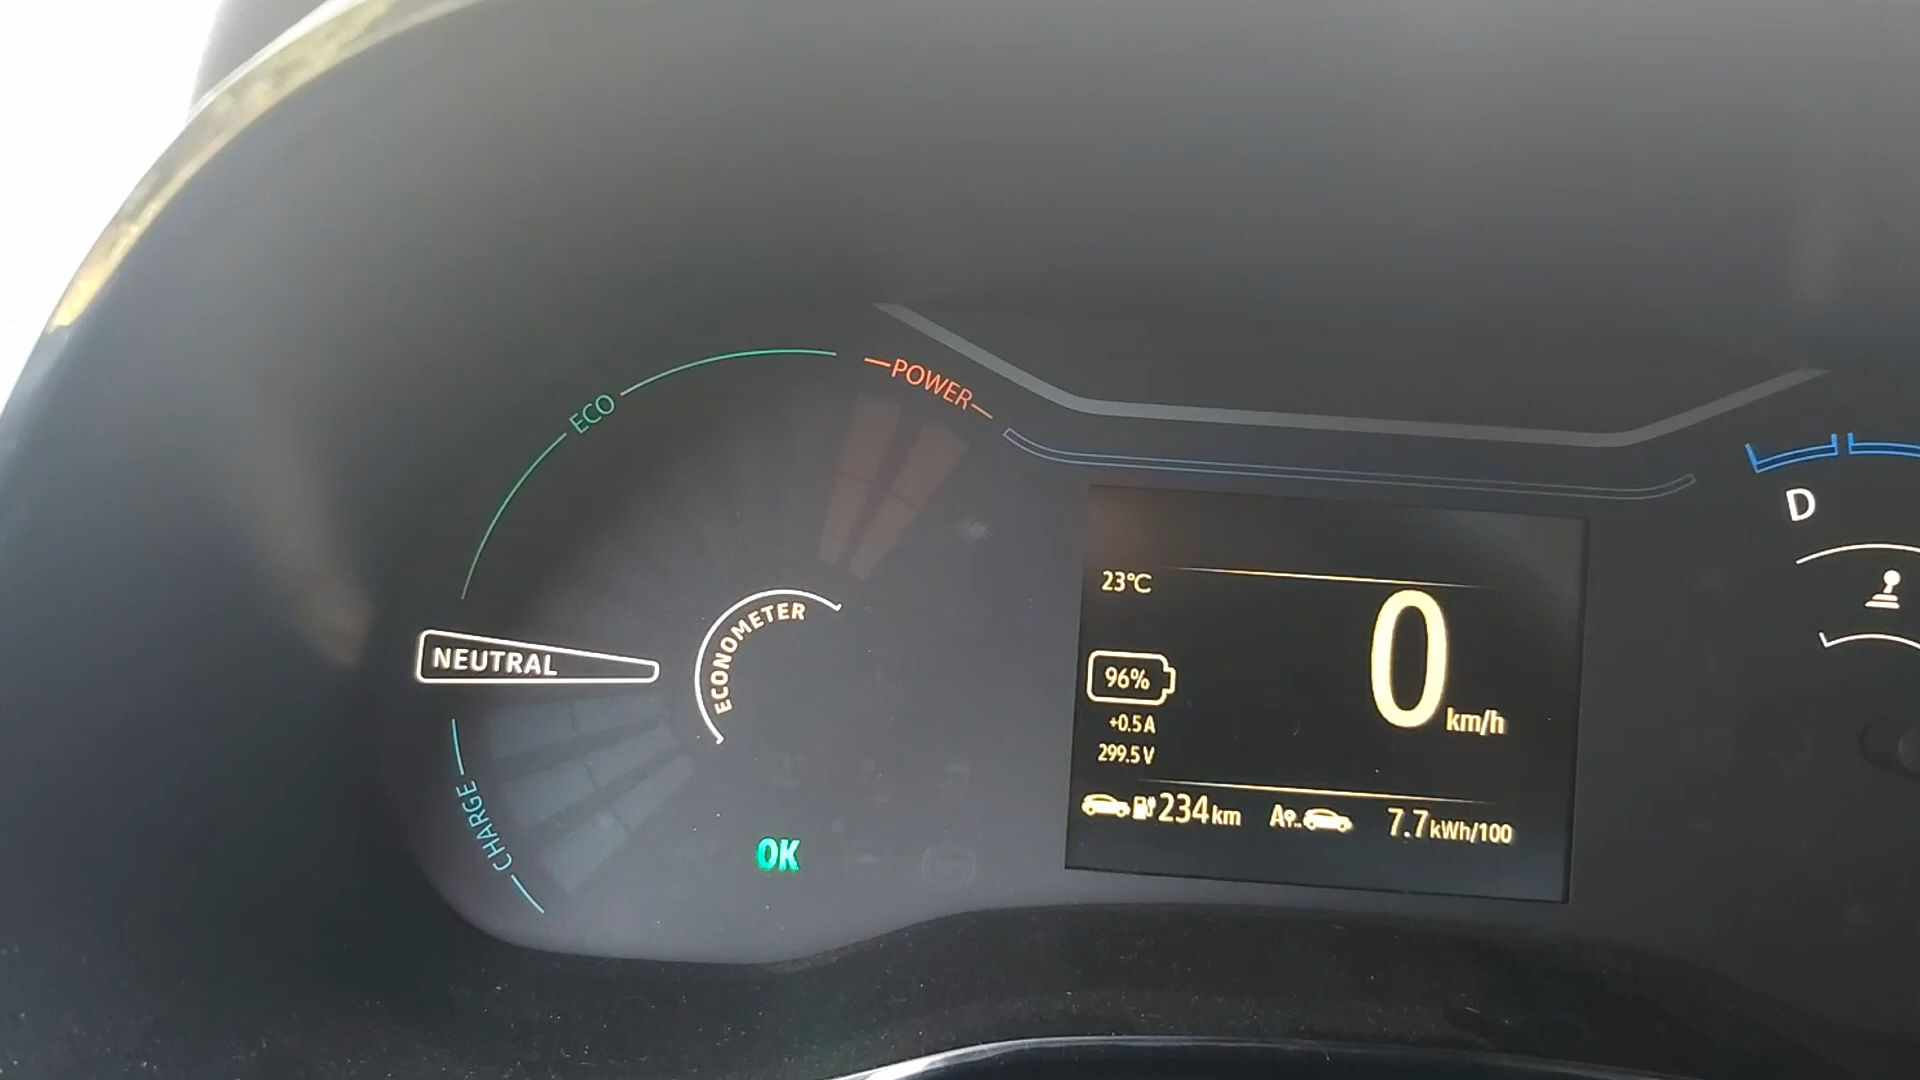 ECO
POWER
NEUTRAL
ECONOMETER
CHARGE
OK
23°C
0 km/h
96%
+0.5 A
299.5 V
234 km
A 7.7 kWh/100
D